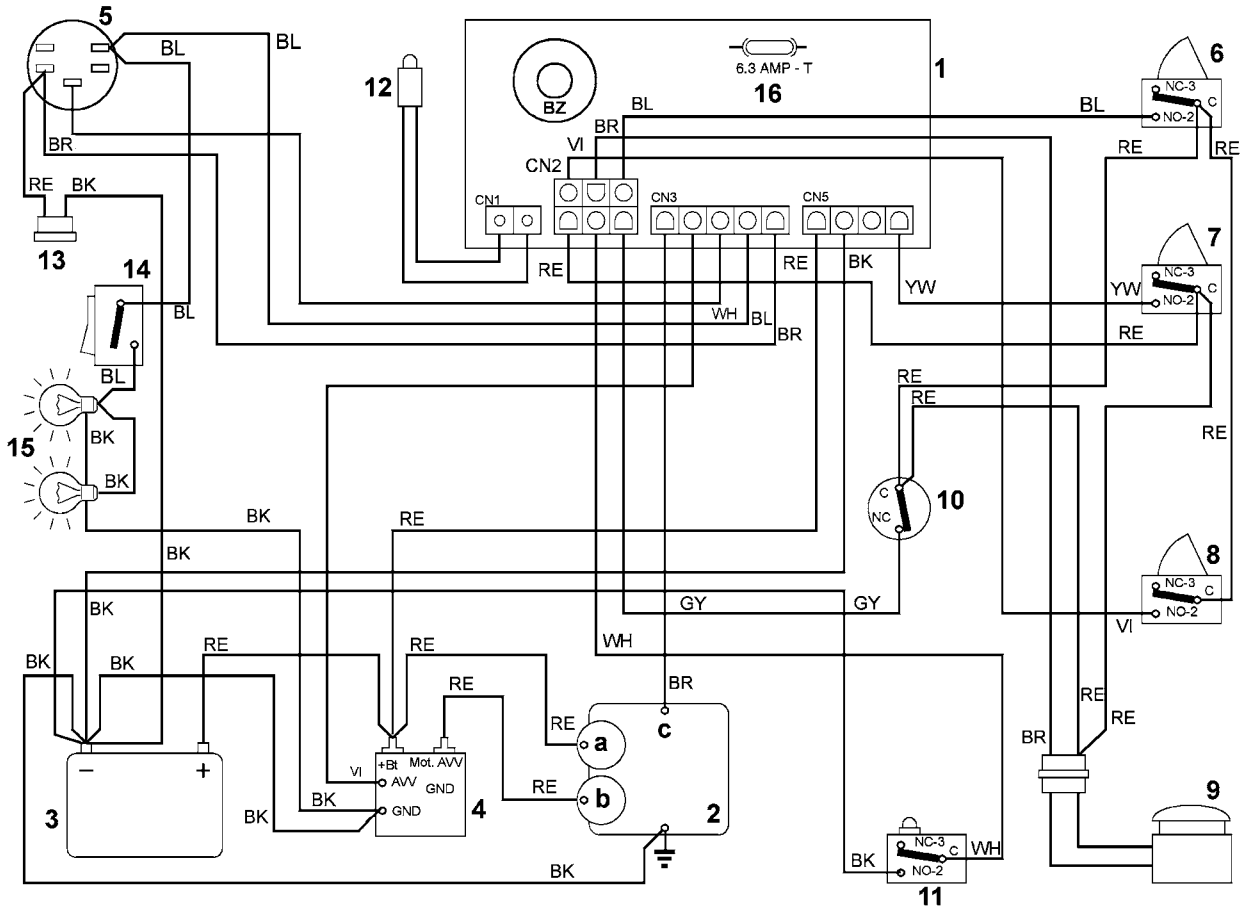 5
BL
BL
12
BZ
6.3 AMP - T
16
1
6
NC-3
C
NO-2
BL
BR
VI
BL
RE
RE
BR
CN2
RE
BK
CN1
CN3
CN5
13
14
RE
RE
BK
7
NC-3
C
YW
YW
NO-2
BL
WH
BL
BR
RE
BL
RE
RE
15
BK
RE
BK
C
10
NC
BK
RE
BK
8
NC-3
C
NO-2
BK
GY
GY
VI
WH
BK
BK
RE
RE
RE
BR
RE
RE
RE
a
c
BR
+Bt
Mot. AVV
VI
AVV
GND
RE
b
9
3
BK
GND
4
2
BK
NC-3
C
WH
BK
NO-2
BK
11